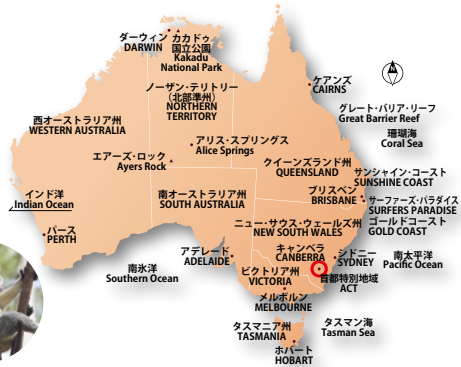 ダーウィン
DARWIN
カカドゥ
国立公園
Kakadu
National Park
ケアンズ
CAIRNS
ノーザン・テリトリー
（北部準州）
NORTHERN
TERRITORY
グレート・バリア・リーフ
Great Barrier Reef
珊瑚海
Coral Sea
西オーストラリア州
WESTERN AUSTRALIA
アリス・スプリングス
Alice Springs
エアーズ・ロック
Ayers Rock
クイーンズランド州
QUEENSLAND
サンシャイン・コースト
SUNSHINE COAST
ブリスベン
BRISBANE
サーファーズ・パラダイス
SURFERS PARADISE
ゴールドコースト
GOLD COAST
インド洋
Indian Ocean
南オーストラリア州
SOUTH AUSTRALIA
ニュー・サウス・ウェールズ州
NEW SOUTH WALES
パース
PERTH
アデレード
ADELAIDE
キャンベラ
CANBERRA
シドニー
SYDNEY
南太平洋
Pacific Ocean
南氷洋
Southern Ocean
ビクトリア州
VICTORIA
首都特別地域
ACT
メルボルン
MELBOURNE
タスマニア州
TASMANIA
タスマン海
Tasman Sea
ホバート
HOBART